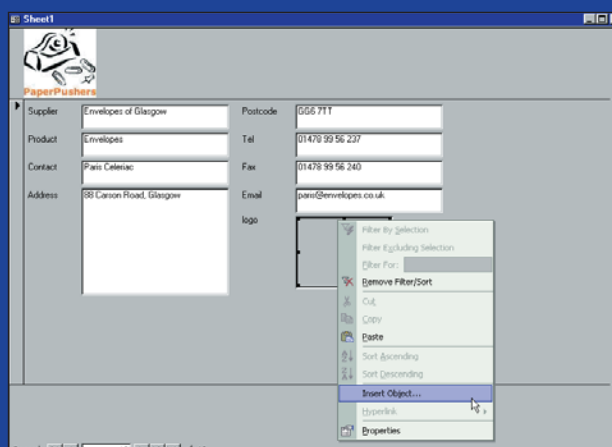 Sheet1
PaperPushers
Supplier Envelopes of Glasgow Postcode GG6 7TT
Product Envelopes Tel 01478 99 56 237
Contact Paris Celeriac Fax 01478 99 56 240
Address 88 Carson Road, Glasgow Email paris@envelopes.co.uk
logo
Filter By Selection
Filter Excluding Selection
Filter For:
Remove Filter/Sort
Cut
Copy
Paste
Sort Ascending
Sort Descending
Insert Object...
Hyperlink
Properties